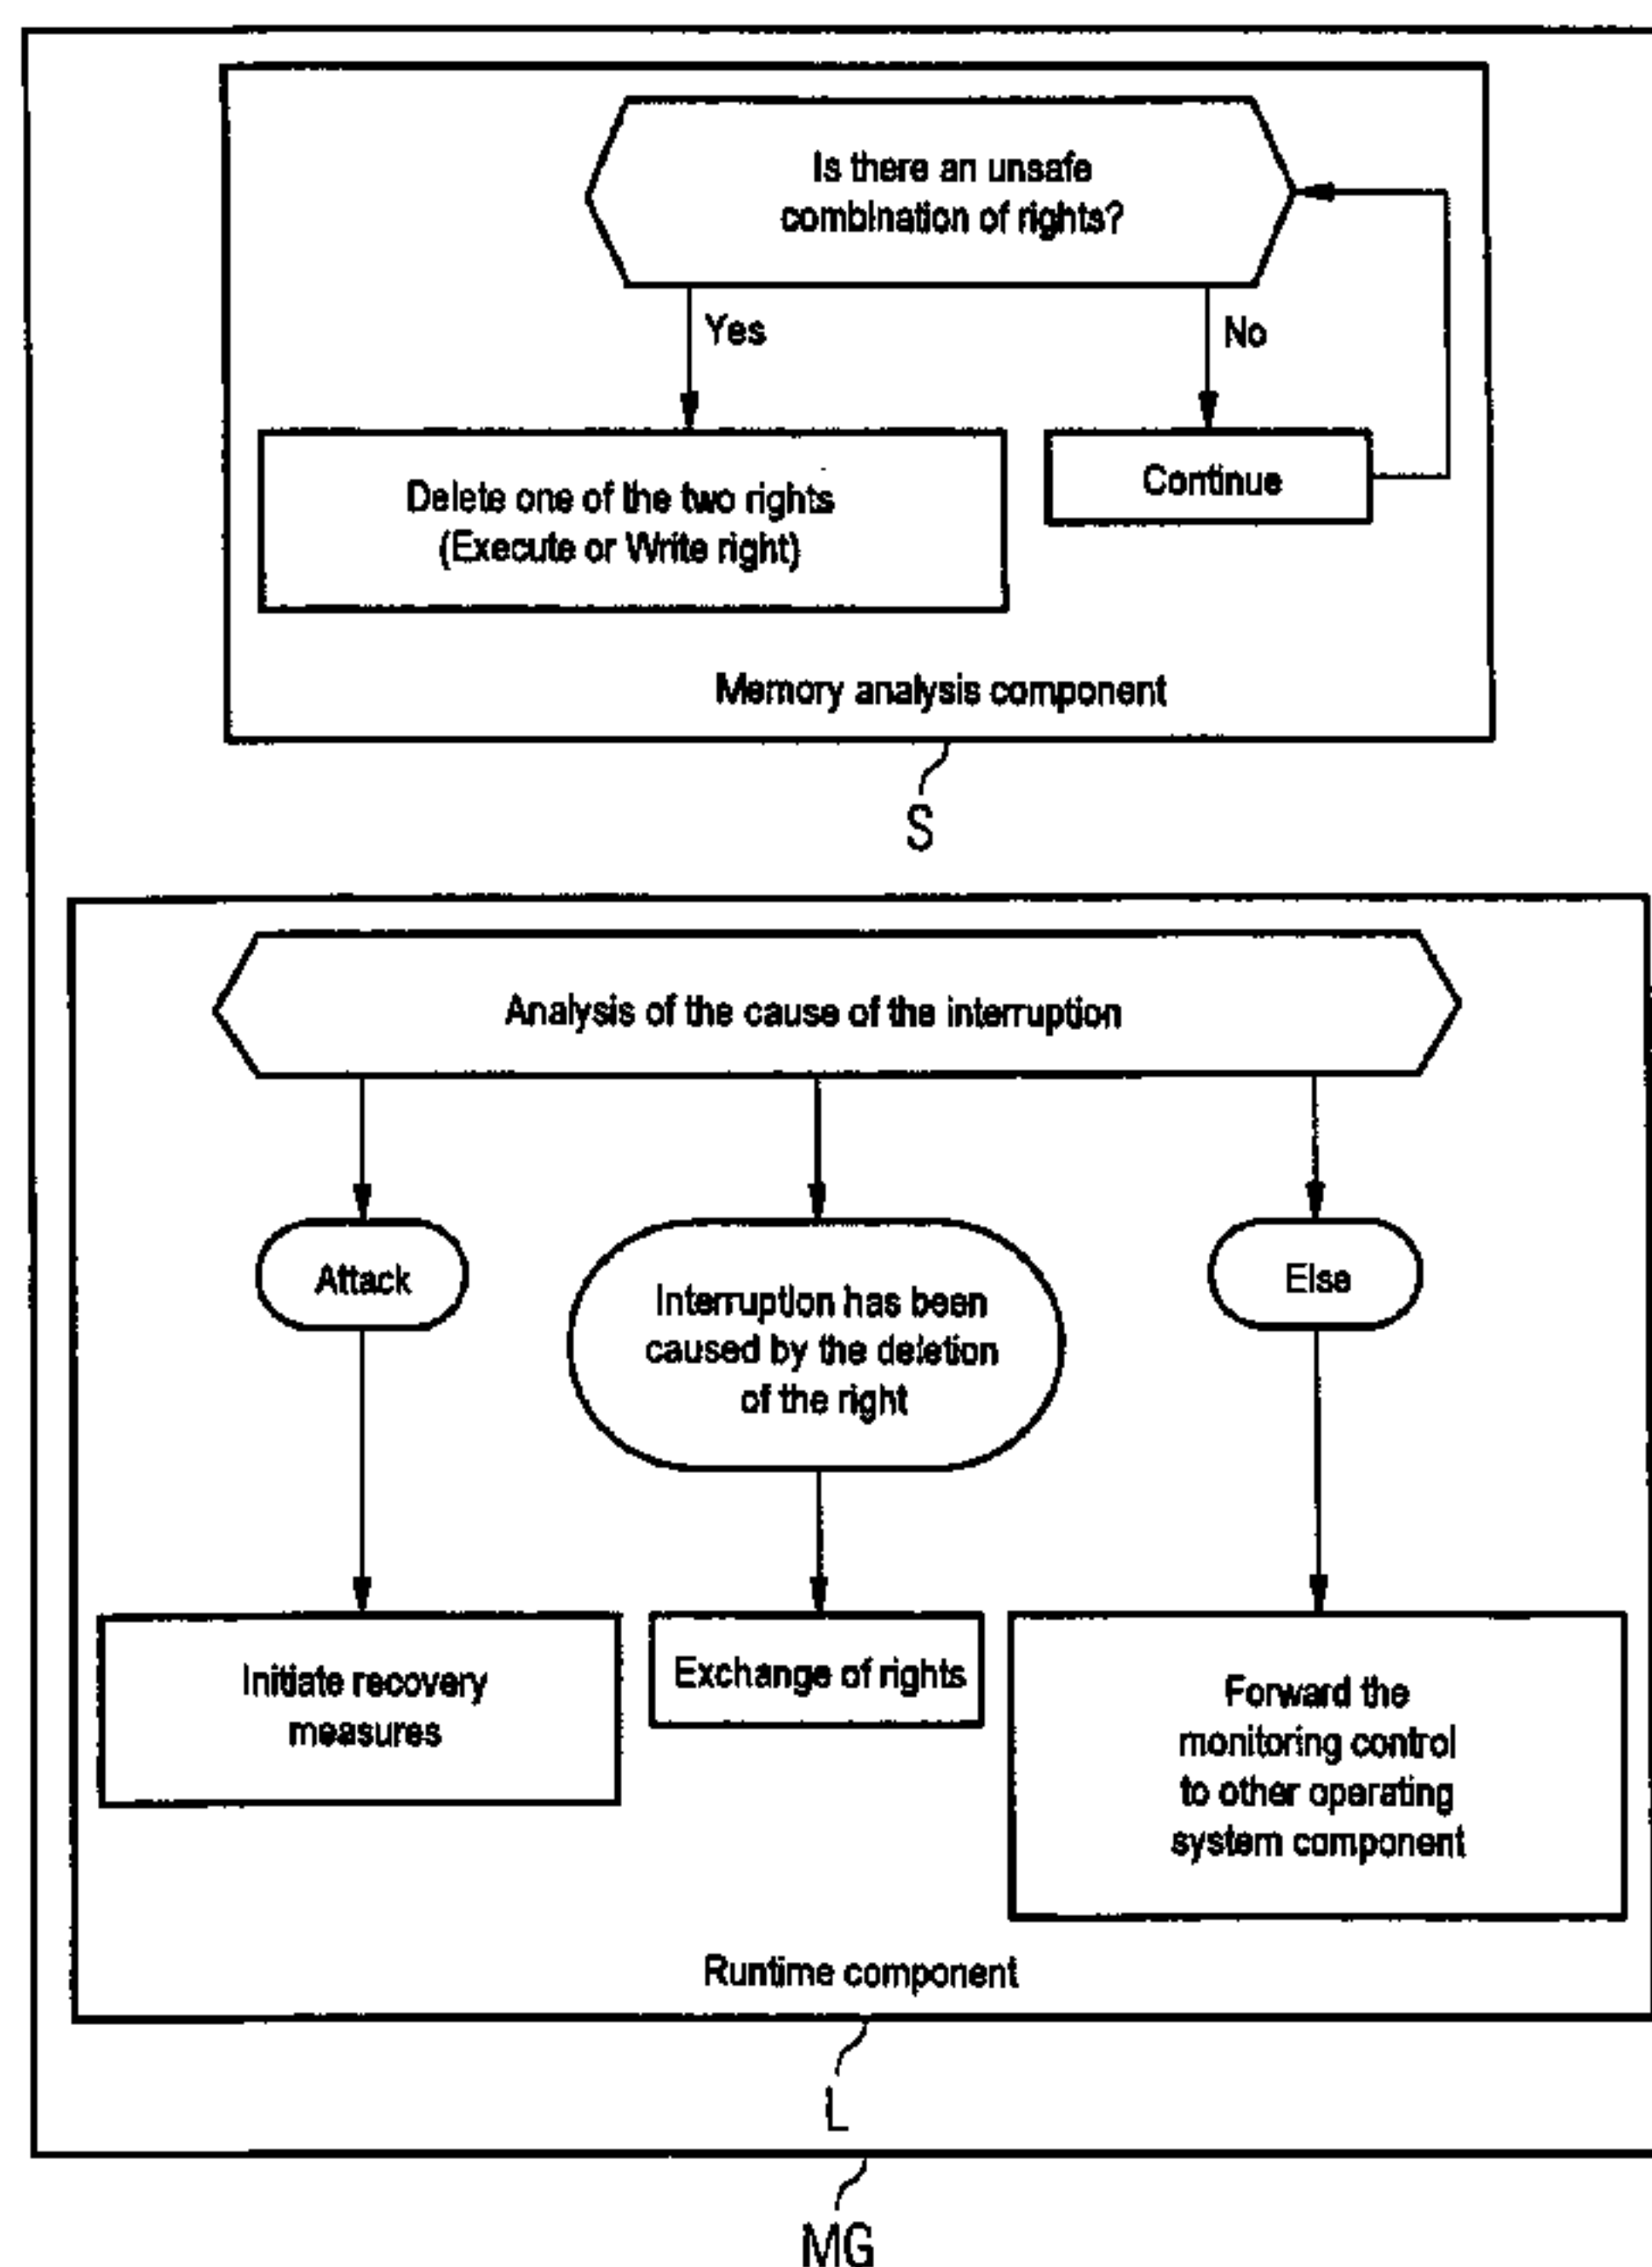 Is there an unsafe
combination of rights?
Yes
No
Delete one of the two rights
(Execute or Write right)
Continue
Memory analysis component
S
Analysis of the cause of the interruption
Attack
Interruption has been
caused by the deletion
of the right
Else
Initiate recovery
measures
Exchange of rights
Forward the
monitoring control
to other operating
system component
Runtime component
L
MG